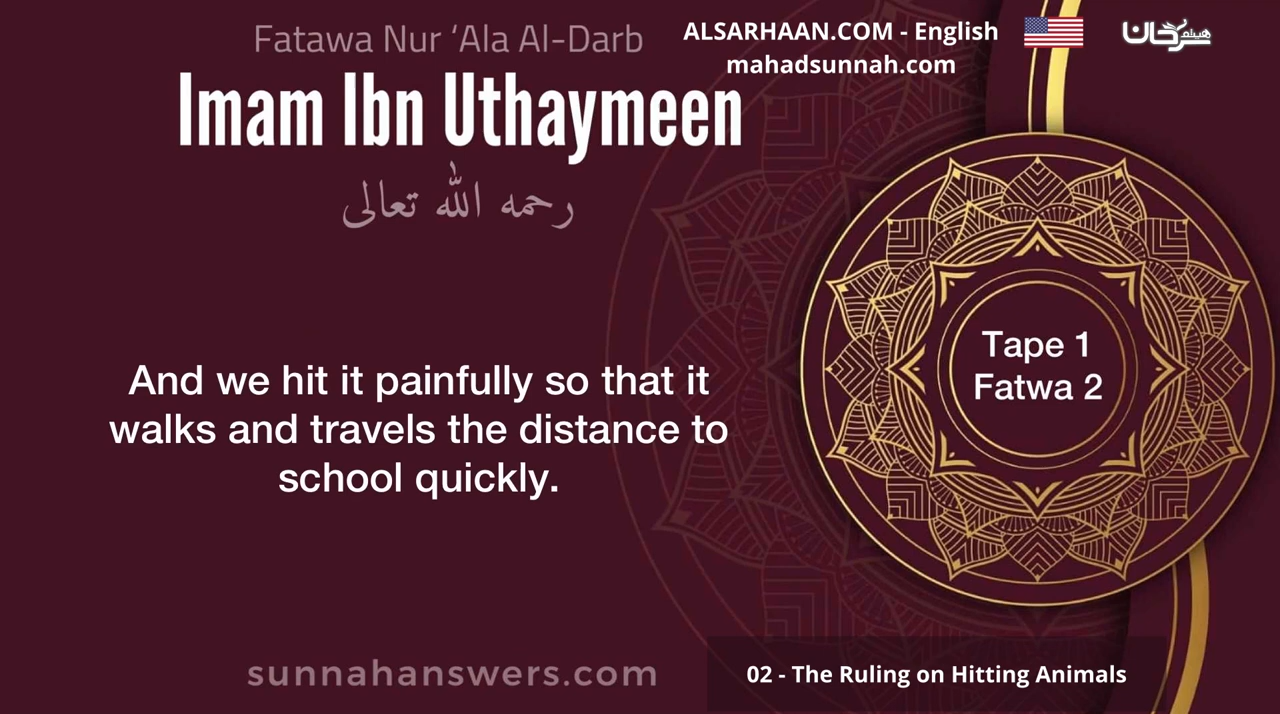 Fatawa Nur ‘Ala Al-Darb
ALSARHAAN.COM - English
mahadsunnah.com
هيثم سرحان
Imam Ibn Uthaymeen
رحمه الله تعالى
And we hit it painfully so that it
walks and travels the distance to
school quickly.
Tape 1
Fatwa 2
sunnahanswers.com
02 - The Ruling on Hitting Animals